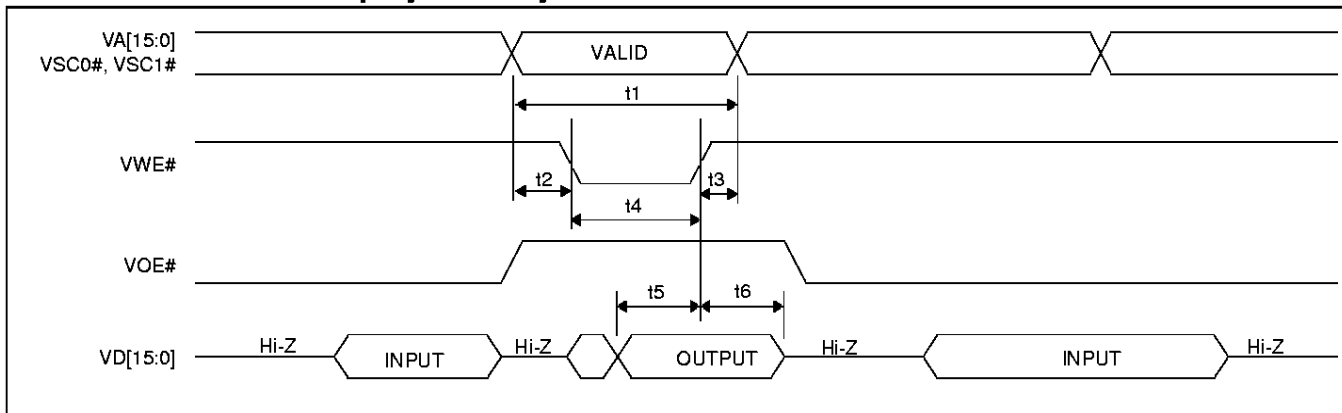 VA[15:0]
VSC0#, VSC1#
VALID
t1
VWE#
t2
t3
t4
VOE#
t5
t6
VD[15:0]
Hi-Z
INPUT
Hi-Z
OUTPUT
Hi-Z
INPUT
Hi-Z